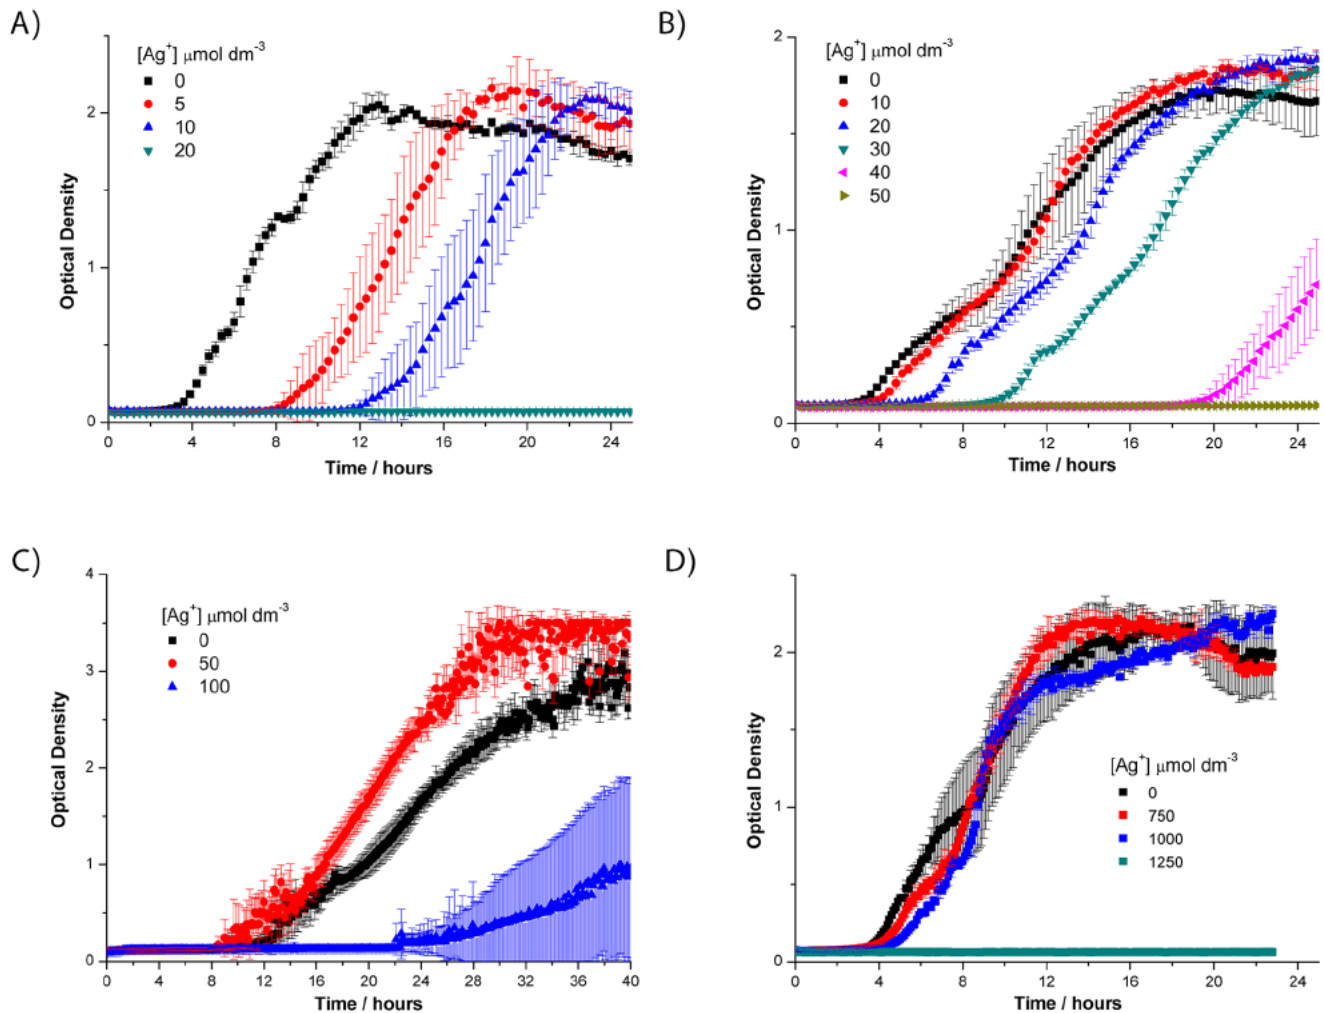 A)
[Ag+] μmol dm-3
0
5
10
20
Optical Density
2
1
0
0 4 8 12 16 20 24
Time / hours
B)
[Ag+] μmol dm-3
0
10
20
30
40
50
Optical Density
2
1
0
0 4 8 12 16 20 24
Time / hours
C)
[Ag+] μmol dm-3
0
50
100
Optical Density
4
3
2
1
0
0 4 8 12 16 20 24 28 32 36 40
Time / hours
D)
[Ag+] μmol dm-3
0
750
1000
1250
Optical Density
2
1
0
0 4 8 12 16 20 24
Time / hours